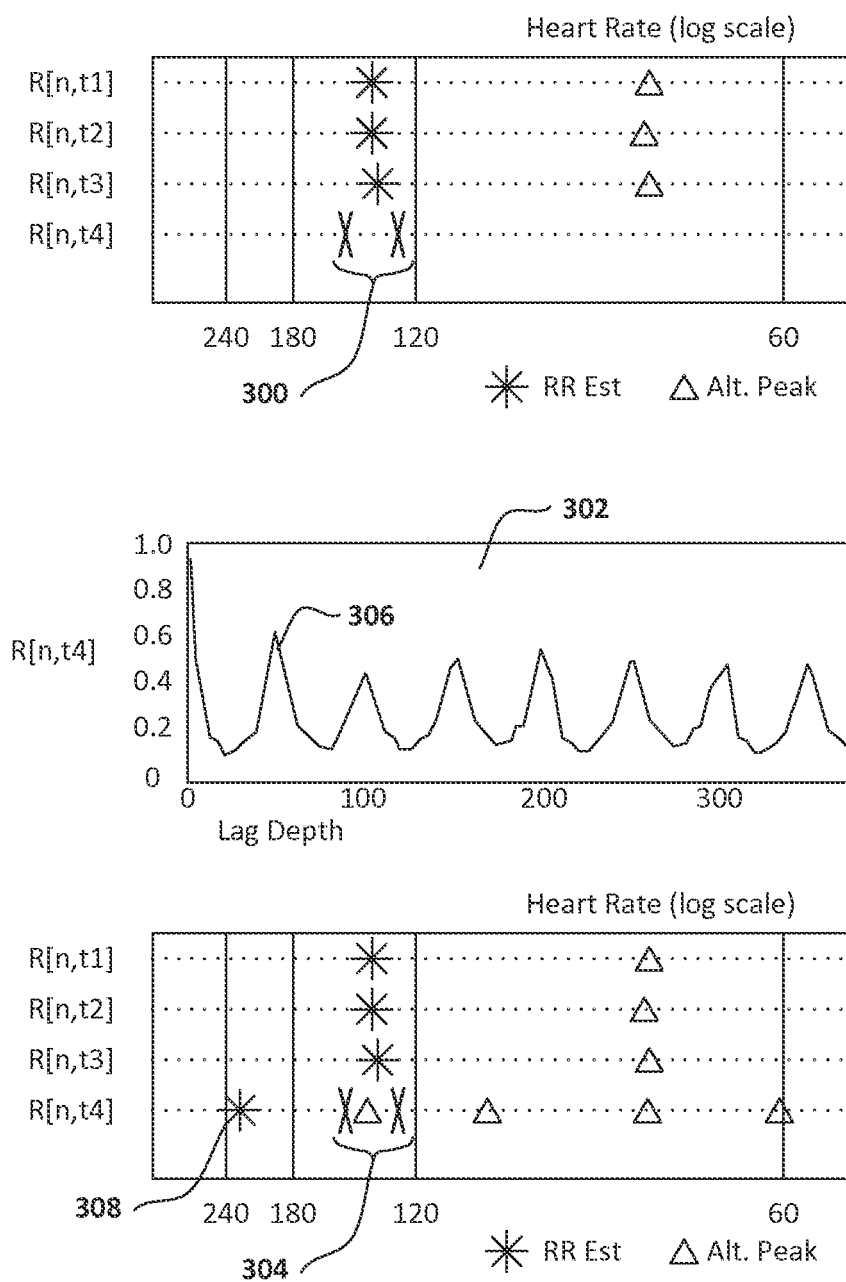 Heart Rate (log scale)
R[n,t1]
R[n,t2]
R[n,t3]
R[n,t4]
240 180 120 60
300
RR Est Alt. Peak
302
1.0
0.8
306
0.6
R[n,t4]
0.4
0.2
0
0 100 200 300
Lag Depth
Heart Rate (log scale)
R[n,t1]
R[n,t2]
R[n,t3]
R[n,t4]
308 240 180 120 60
304
RR Est Alt. Peak